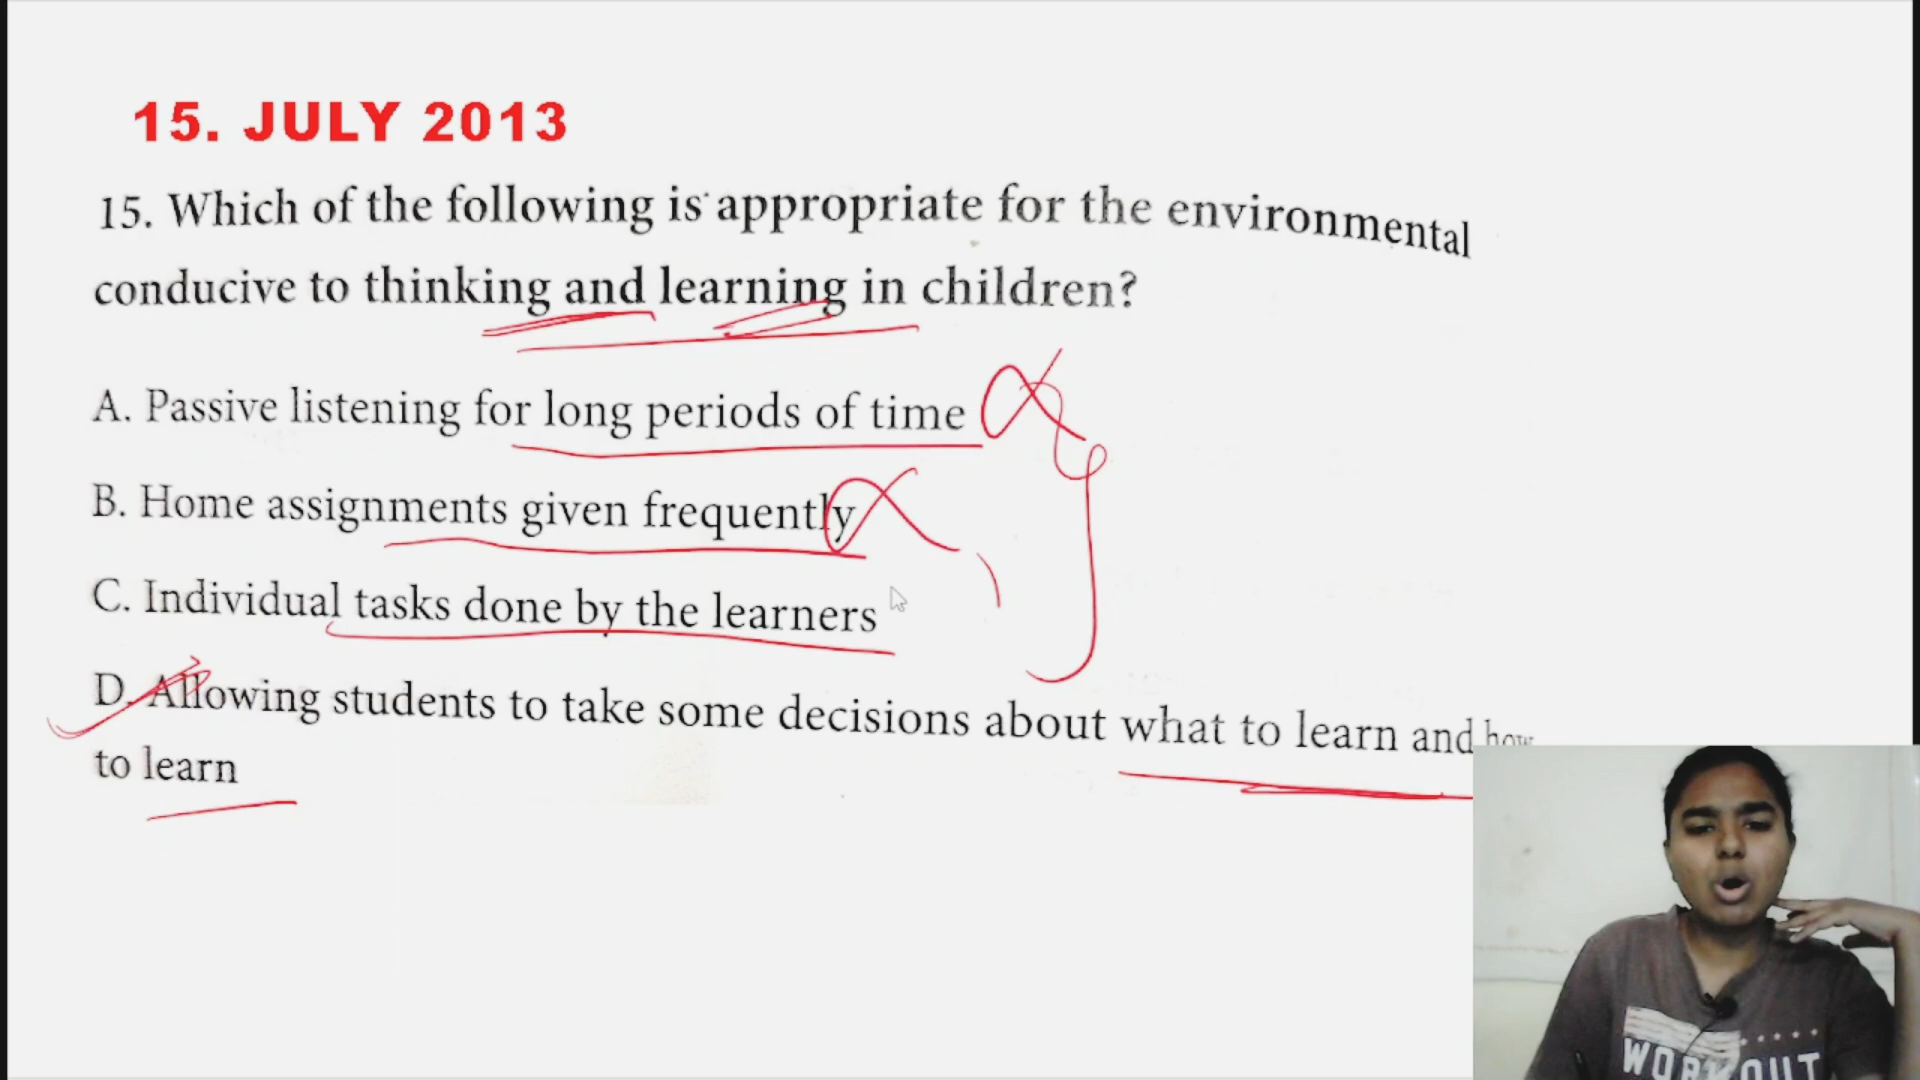 15. JULY 2013
15. Which of the following is appropriate for the environmental
conducive to thinking and learning in children?
A. Passive listening for long periods of time
B. Home assignments given frequently
C. Individual tasks done by the learners
D. Allowing students to take some decisions about what to learn and how
to learn
WORKOUT